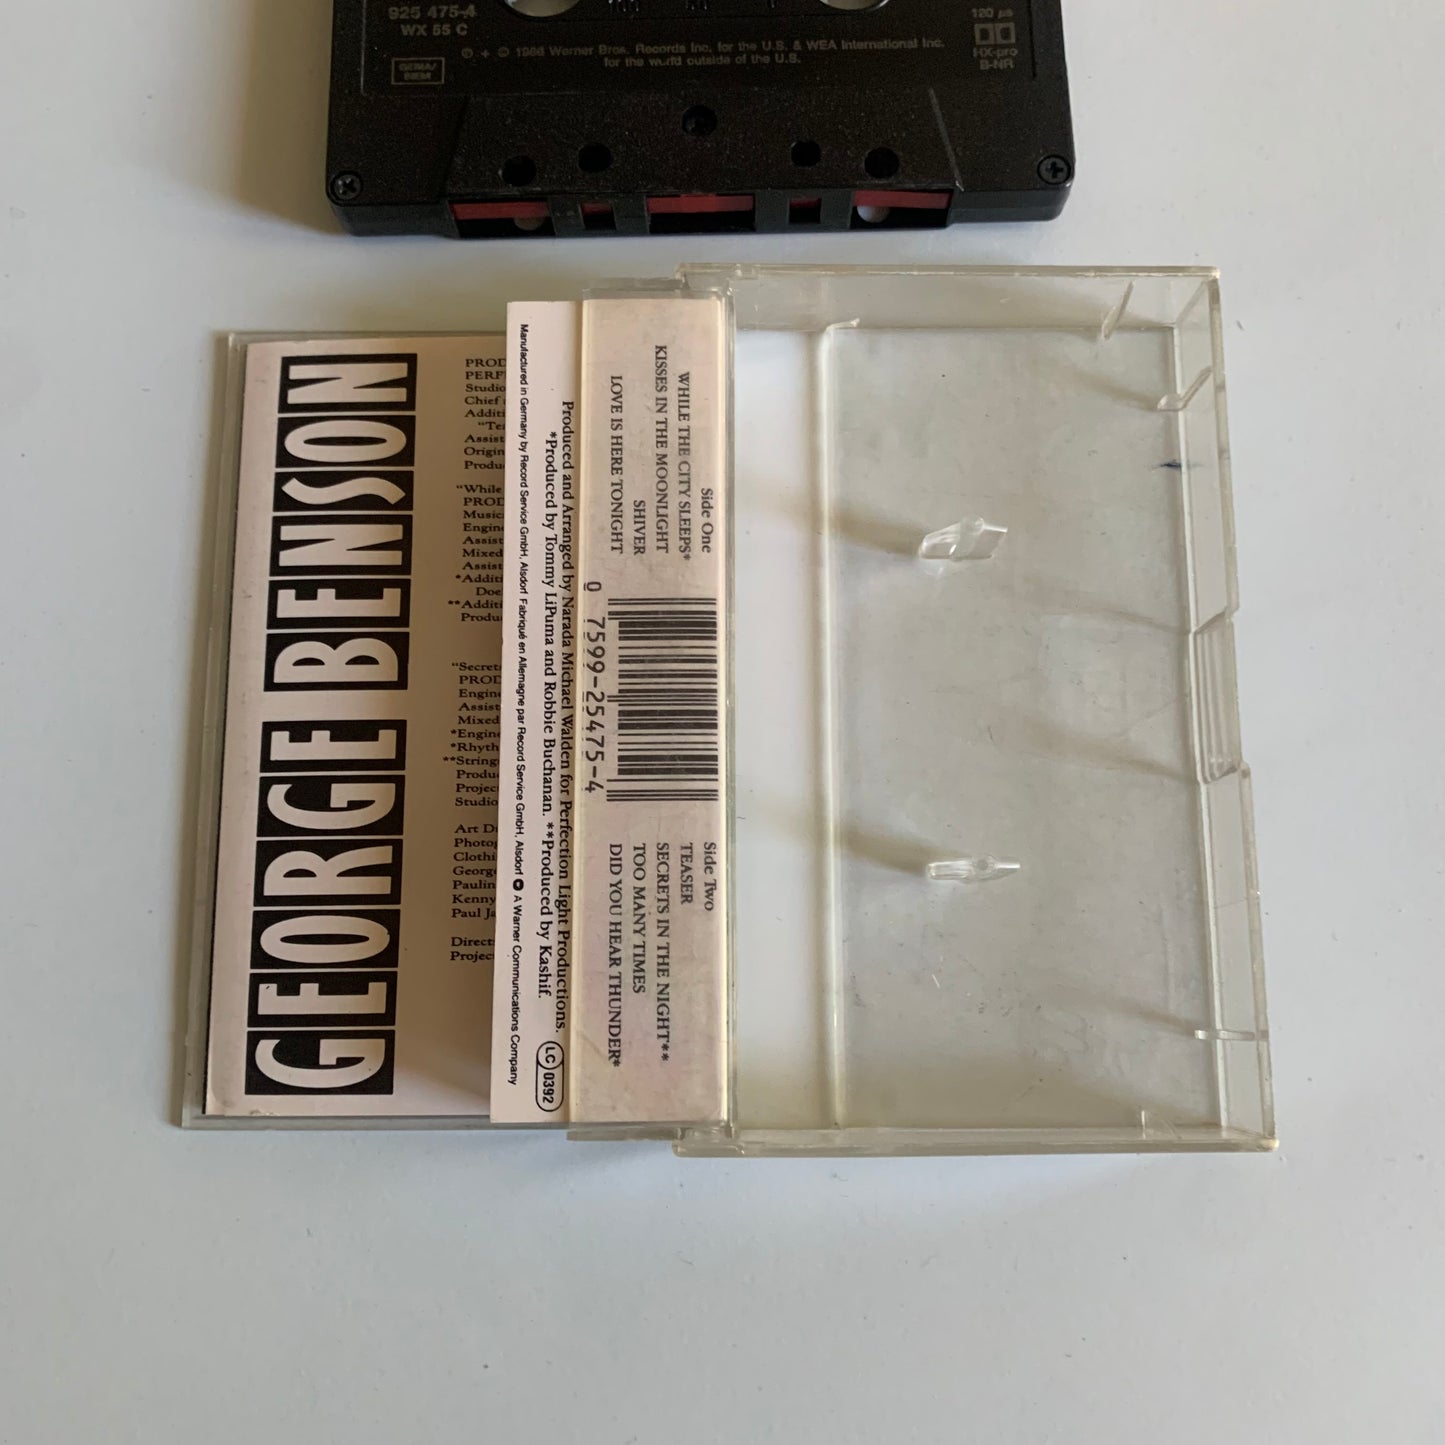 925 475-4
WX 55 C
GEMA/
BIEM
℗ + © 1986 Warner Bros. Records Inc. for the U.S. & WEA International Inc.
for the world outside of the U.S.
120 µs
HX-pro
B-NR
GEORGE BENSON
PROD
PERF
Studio
Chief
Additi
"Te
Assist
Origin
Produ
"While
PROD
Music
Engine
Assist
Mixed
Assist
*Additi
Doe
**Additi
Produ
"Secret
PROD
Engine
Assist
Mixed
*Engine
*Rhyth
**String
Produ
Projec
Studio
Art D
Photo
Clothi
George
Paulin
Kenny
Paul Ja
Direct
Projec
Side One
WHILE THE CITY SLEEPS*
KISSES IN THE MOONLIGHT
SHIVER
LOVE IS HERE TONIGHT
0 7599-25475-4
Side Two
TEASER
SECRETS IN THE NIGHT**
TOO MANY TIMES
DID YOU HEAR THUNDER*
Produced and Arranged by Narada Michael Walden for Perfection Light Productions.
*Produced by Tommy LiPuma and Robbie Buchanan. **Produced by Kashif.
LC 0392
Manufactured in Germany by Record Service GmbH, Alsdorf Fabriqué en Allemagne par Record Service GmbH, Alsdorf A Warner Communications Company